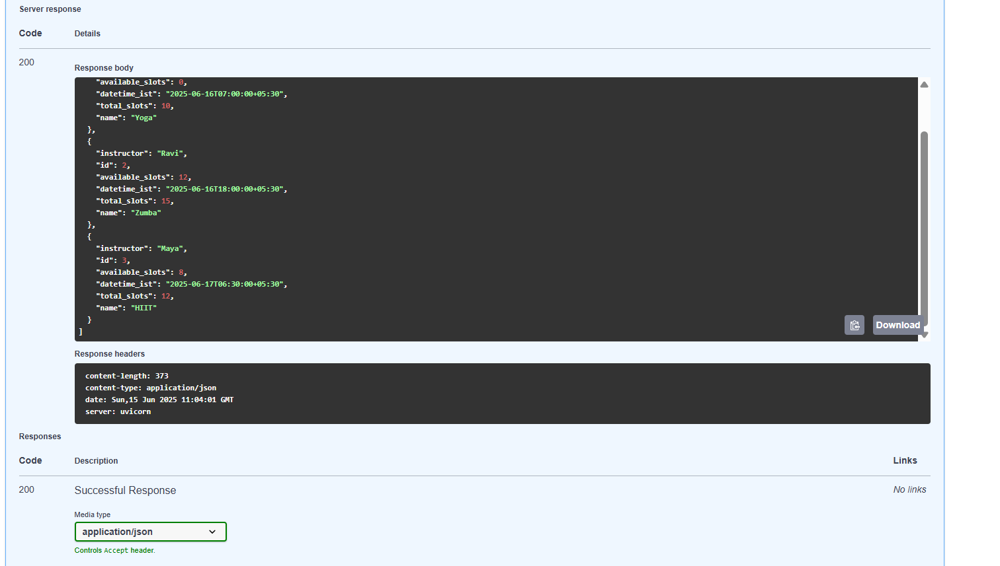 Server response
Code Details
200
Response body
"available_slots": 0,
"datetime_ist": "2025-06-16T07:00:00+05:30",
"total_slots": 10,
"name": "Yoga"
},
{
"instructor": "Ravi",
"id": 2,
"available_slots": 12,
"datetime_ist": "2025-06-16T18:00:00+05:30",
"total_slots": 15,
"name": "Zumba"
},
{
"instructor": "Maya",
"id": 3,
"available_slots": 8,
"datetime_ist": "2025-06-17T06:30:00+05:30",
"total_slots": 12,
"name": "HIIT"
}
]
Download
Response headers
content-length: 373
content-type: application/json
date: Sun,15 Jun 2025 11:04:01 GMT
server: uvicorn
Responses
Code Description Links
200 Successful Response No links
Media type
application/json
Controls Accept header.